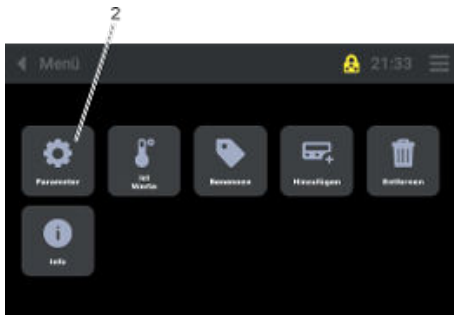 2
Menü
21:33
Parameter
Ist
Werte
Benennen
Hinzufügen
Entfernen
Info